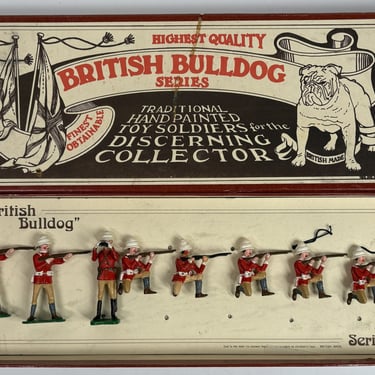 HIGHEST QUALITY
BRITISH BULLDOG
SERIES
TRADITIONAL
HAND PAINTED
TOY SOLDIERS for the
DISCERNING
COLLECTOR
FINEST
OBTAINABLE
BRITISH MADE
ritish
Bulldog"
Seri